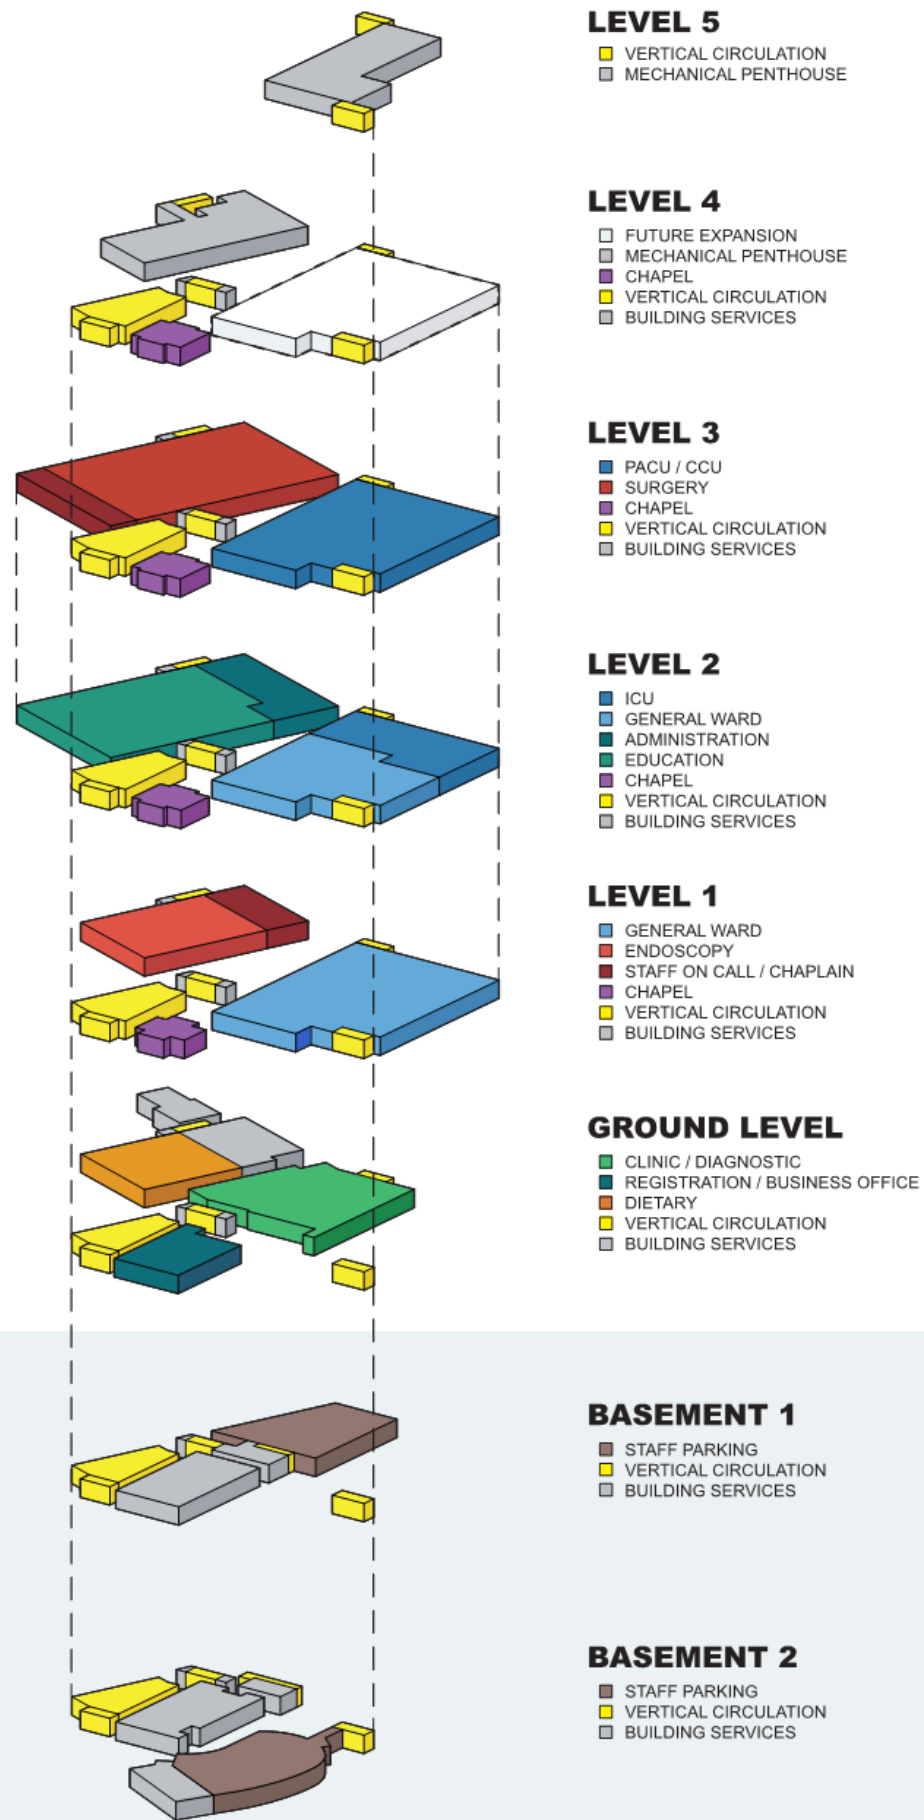 LEVEL 5
VERTICAL CIRCULATION
MECHANICAL PENTHOUSE
LEVEL 4
FUTURE EXPANSION
MECHANICAL PENTHOUSE
CHAPEL
VERTICAL CIRCULATION
BUILDING SERVICES
LEVEL 3
PACU / CCU
SURGERY
CHAPEL
VERTICAL CIRCULATION
BUILDING SERVICES
LEVEL 2
ICU
GENERAL WARD
ADMINISTRATION
EDUCATION
CHAPEL
VERTICAL CIRCULATION
BUILDING SERVICES
LEVEL 1
GENERAL WARD
ENDOSCOPY
STAFF ON CALL / CHAPLAIN
CHAPEL
VERTICAL CIRCULATION
BUILDING SERVICES
GROUND LEVEL
CLINIC / DIAGNOSTIC
REGISTRATION / BUSINESS OFFICE
DIETARY
VERTICAL CIRCULATION
BUILDING SERVICES
BASEMENT 1
STAFF PARKING
VERTICAL CIRCULATION
BUILDING SERVICES
BASEMENT 2
STAFF PARKING
VERTICAL CIRCULATION
BUILDING SERVICES